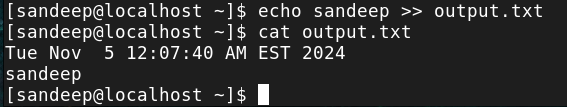 [sandeep@localhost ~]$ echo sandeep >> output.txt
[sandeep@localhost ~]$ cat output.txt
Tue Nov  5 12:07:40 AM EST 2024
sandeep
[sandeep@localhost ~]$